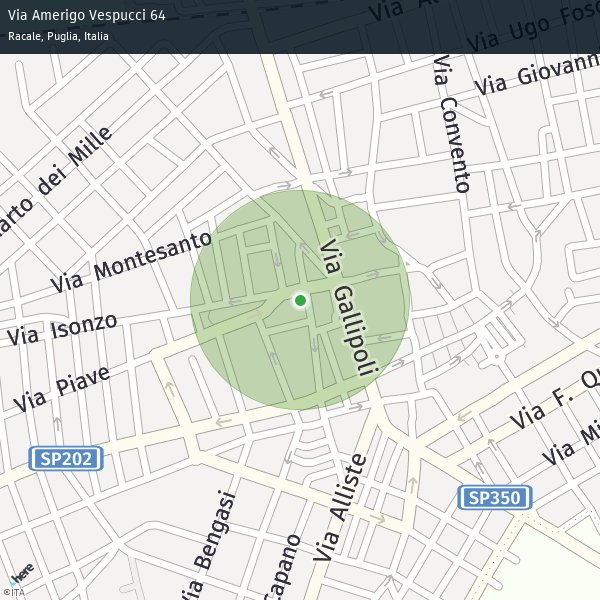 Via Amerigo Vespucci 64
Racale, Puglia, Italia
Via Ugo Fosc
Via Giovann
Via Convento
arto dei Mille
Via Montesanto
Via Gallipoli
Via Isonzo
Via Piave
Via F. Qu
Via Mi
SP202
SP350
Via Alliste
Via Bengasi
Capano
here
©ITA